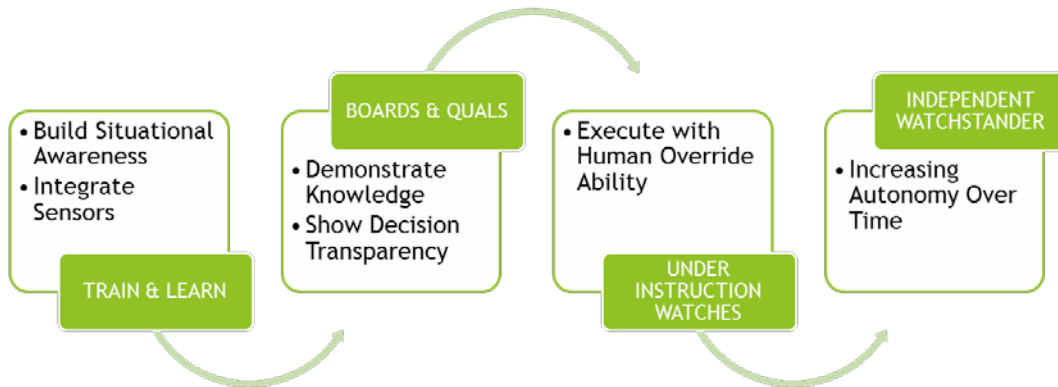 • Build Situational
Awareness
• Integrate
Sensors
TRAIN & LEARN
BOARDS & QUALS
• Demonstrate
Knowledge
• Show Decision
Transparency
• Execute with
Human Override
Ability
UNDER
INSTRUCTION
WATCHES
INDEPENDENT
WATCHSTANDER
• Increasing
Autonomy Over
Time